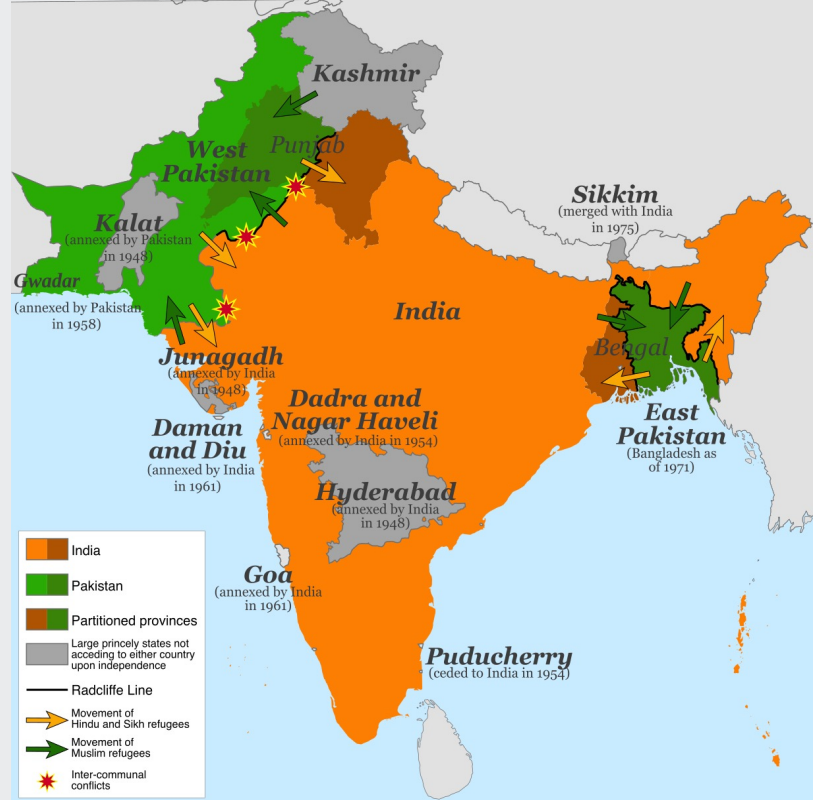 Kashmir
Punjab
West
Pakistan
Sikkim
(merged with India
in 1975)
Kalat
(annexed by Pakistan
in 1948)
Gwadar
(annexed by Pakistan
in 1958)
India
Bengal
Junagadh
(annexed by India
in 1948)
Dadra and
Nagar Haveli
(annexed by India in 1954)
Daman
and Diu
(annexed by India
in 1961)
East
Pakistan
(Bangladesh as
of 1971)
Hyderabad
(annexed by India
in 1948)
Goa
(annexed by India
in 1961)
Puducherry
(ceded to India in 1954)
India
Pakistan
Partitioned provinces
Large princely states not
acceding to either country
upon independence
Radcliffe Line
Movement of
Hindu and Sikh refugees
Movement of
Muslim refugees
Inter-communal
conflicts